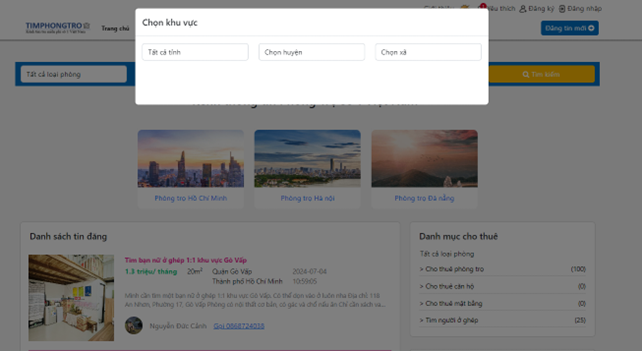 Yêu thích Đăng ký Đăng nhập
TIMPHONGTRO
Trang chủ
Đăng tin mới
Chọn khu vực
Tất cả tỉnh
Chọn huyện
Chọn xã
Tất cả loại phòng
Tìm kiếm
Phòng trọ Hồ Chí Minh
Phòng trọ Hà nội
Phòng trọ Đà nẵng
Danh sách tin đăng
Tìm bạn nữ ở ghép 1:1 khu vực Gò Vấp
1.5 triệu/ tháng 20m² Quận Gò Vấp 2024-07-04
Thành phố Hồ Chí Minh 10:59:05
Mình cần tìm một bạn nữ ở ghép 1:1 khu vực Gò Vấp. Có thể dọn vào ở luôn nha Địa chỉ: 118
An Nhơn, Phường 17, Gò Vấp Phòng có nội thất cơ bản, có gác và chỗ nấu ăn Chỉ cần sách va...
Nguyễn Đức Cảnh Gọi 0868724038
Danh mục cho thuê
Tất cả loại phòng
> Cho thuê phòng trọ (100)
> Cho thuê căn hộ (0)
> Cho thuê mặt bằng (0)
> Tìm người ở ghép (25)